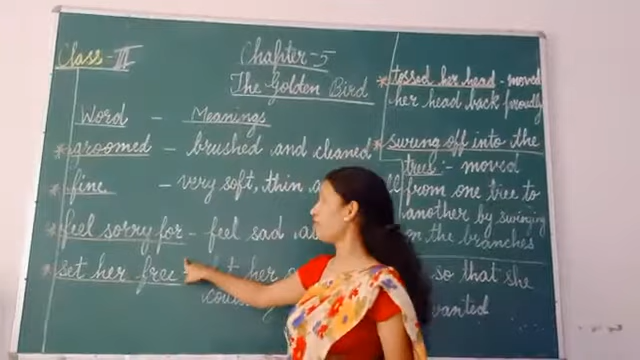 Class-III
Chapter-5
The Golden Bird
Word - Meanings
*groomed - brushed and cleaned
*fine - very soft, thin
*feel sorry for - feel sad
*set her free let her
*tossed her head - moved
her head back proudly
*swung off into the
trees:- moved
from one tree to
another by swinging
on the branches
so that she
wanted